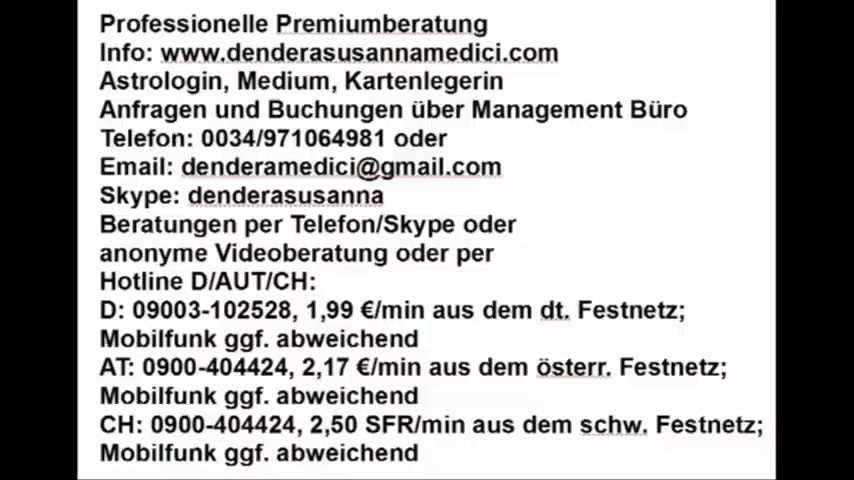 Professionelle Premiumberatung
Info: www.denderasusannamedici.com
Astrologin, Medium, Kartenlegerin
Anfragen und Buchungen über Management Büro
Telefon: 0034/971064981 oder
Email: denderamedici@gmail.com
Skype: denderasusanna
Beratungen per Telefon/Skype oder
anonyme Videoberatung oder per
Hotline D/AUT/CH:
D: 09003-102528, 1,99 €/min aus dem dt. Festnetz;
Mobilfunk ggf. abweichend
AT: 0900-404424, 2,17 €/min aus dem österr. Festnetz;
Mobilfunk ggf. abweichend
CH: 0900-404424, 2,50 SFR/min aus dem schw. Festnetz;
Mobilfunk ggf. abweichend